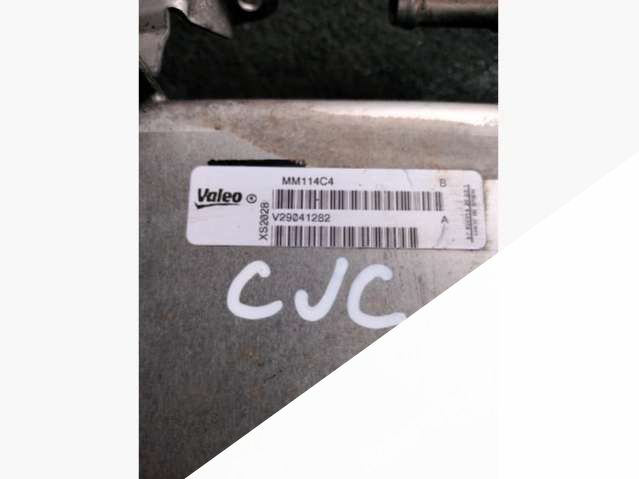 MM114C4 B
Valeo ®
XS2028
V29041282 A
CJC